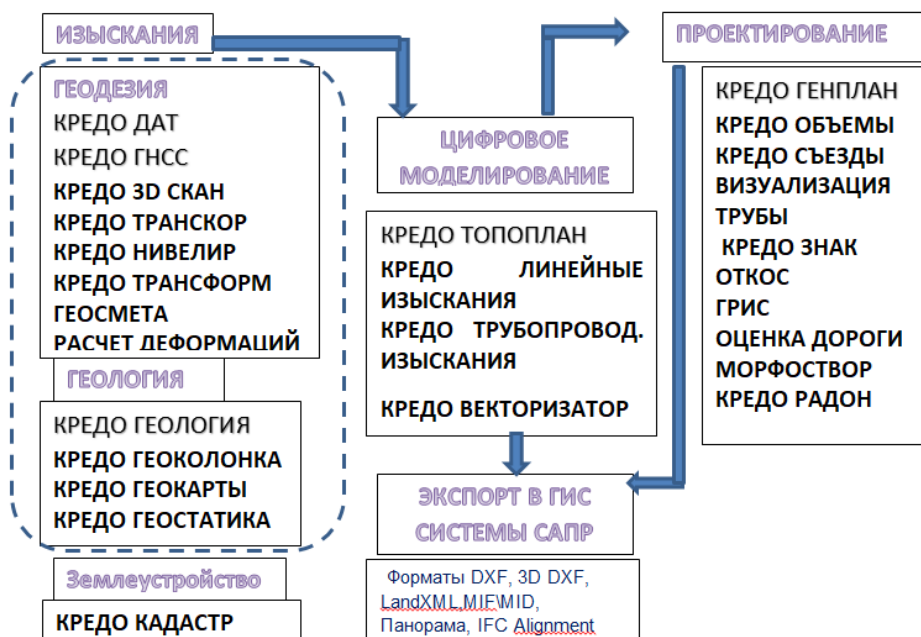 ИЗЫСКАНИЯ
ГЕОДЕЗИЯ
КРЕДО ДАТ
КРЕДО ГНСС
КРЕДО 3D СКАН
КРЕДО ТРАНСКОР
КРЕДО НИВЕЛИР
КРЕДО ТРАНСФОРМ
ГЕОСМЕТА
РАСЧЕТ ДЕФОРМАЦИЙ
ГЕОЛОГИЯ
КРЕДО ГЕОЛОГИЯ
КРЕДО ГЕОКОЛОНКА
КРЕДО ГЕОКАРТЫ
КРЕДО ГЕОСТАТИКА
Землеустройство
КРЕДО КАДАСТР
ЦИФРОВОЕ
МОДЕЛИРОВАНИЕ
КРЕДО ТОПОПЛАН
КРЕДО ЛИНЕЙНЫЕ
ИЗЫСКАНИЯ
КРЕДО ТРУБОПРОВОД.
ИЗЫСКАНИЯ
КРЕДО ВЕКТОРИЗАТОР
ЭКСПОРТ В ГИС
СИСТЕМЫ САПР
Форматы DXF, 3D DXF,
LandXML,MIF\MID,
Панорама, IFC Alignment
ПРОЕКТИРОВАНИЕ
КРЕДО ГЕНПЛАН
КРЕДО ОБЪЕМЫ
КРЕДО СЪЕЗДЫ
ВИЗУАЛИЗАЦИЯ
ТРУБЫ
КРЕДО ЗНАК
ОТКОС
ГРИС
ОЦЕНКА ДОРОГИ
МОРФОСТВОР
КРЕДО РАДОН